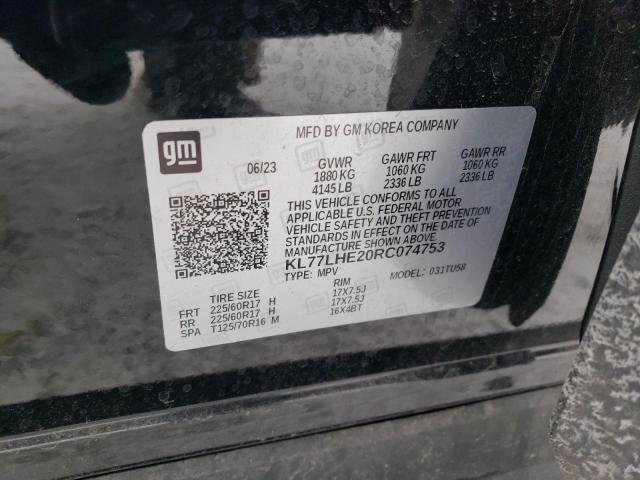 gm
MFD BY GM KOREA COMPANY
06/23 GVWR GAWR FRT GAWR RR
1880 KG 1060 KG 1060 KG
4145 LB 2336 LB 2336 LB
THIS VEHICLE CONFORMS TO ALL
APPLICABLE U.S. FEDERAL MOTOR
VEHICLE SAFETY AND THEFT PREVENTION
STANDARDS IN EFFECT ON THE DATE OF
MANUFACTURE SHOWN ABOVE.
KL77LHE20RC074753
TYPE: MPV MODEL: 031TU58
TIRE SIZE RIM
FRT 225/60R17 H 17X7.5J
RR 225/60R17 H 17X7.5J
SPA T125/70R16 M 16X4BT